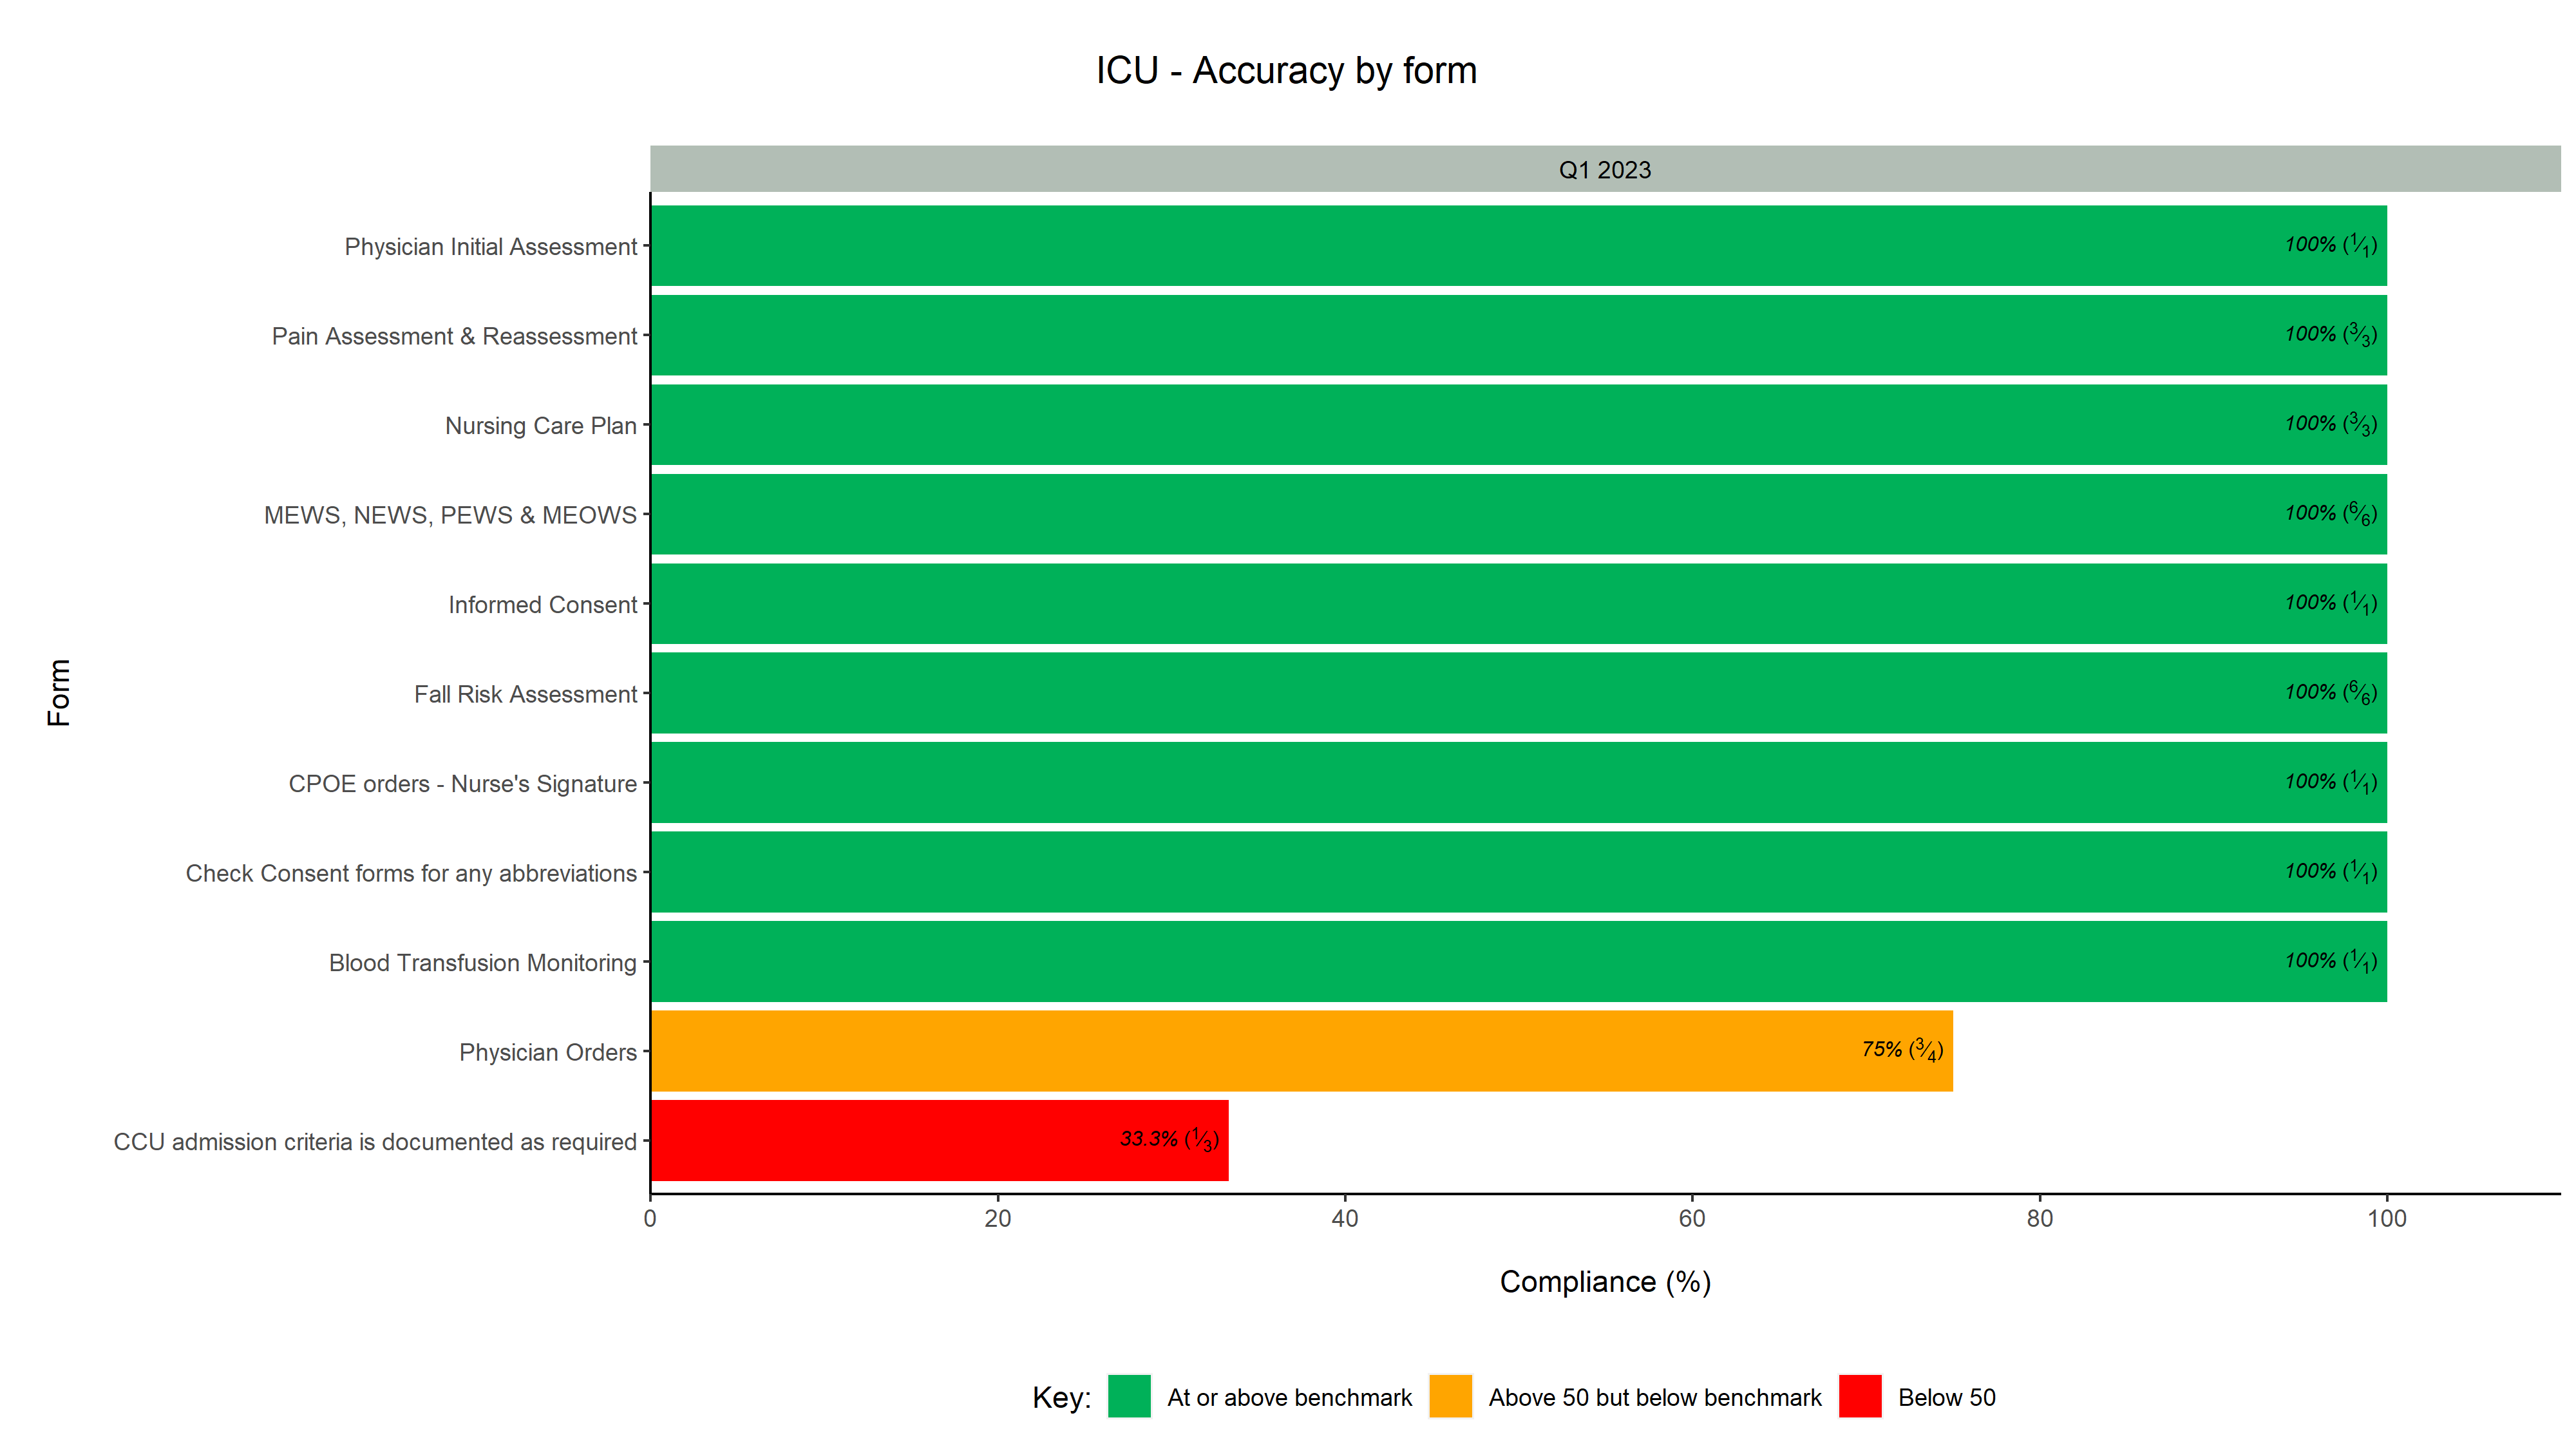 ICU - Accuracy by form
Q1 2023
Form
Physician Initial Assessment 100% (1⁄1)
Pain Assessment & Reassessment 100% (3⁄3)
Nursing Care Plan 100% (3⁄3)
MEWS, NEWS, PEWS & MEOWS 100% (6⁄6)
Informed Consent 100% (1⁄1)
Fall Risk Assessment 100% (6⁄6)
CPOE orders - Nurse's Signature 100% (1⁄1)
Check Consent forms for any abbreviations 100% (1⁄1)
Blood Transfusion Monitoring 100% (1⁄1)
Physician Orders 75% (3⁄4)
CCU admission criteria is documented as required 33.3% (1⁄3)
0 20 40 60 80 100
Compliance (%)
Key: At or above benchmark Above 50 but below benchmark Below 50